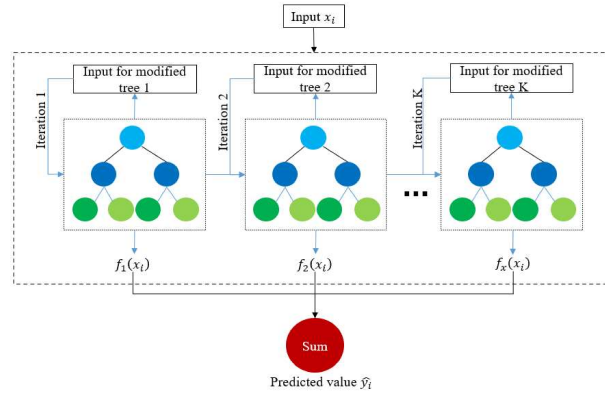 Input xᵢ
Input for modified
tree 1
Input for modified
tree 2
Input for modified
tree K
Iteration 1
Iteration 2
Iteration K
...
f₁(xᵢ)
f₂(xᵢ)
fₓ(xᵢ)
Sum
Predicted value ŷᵢ